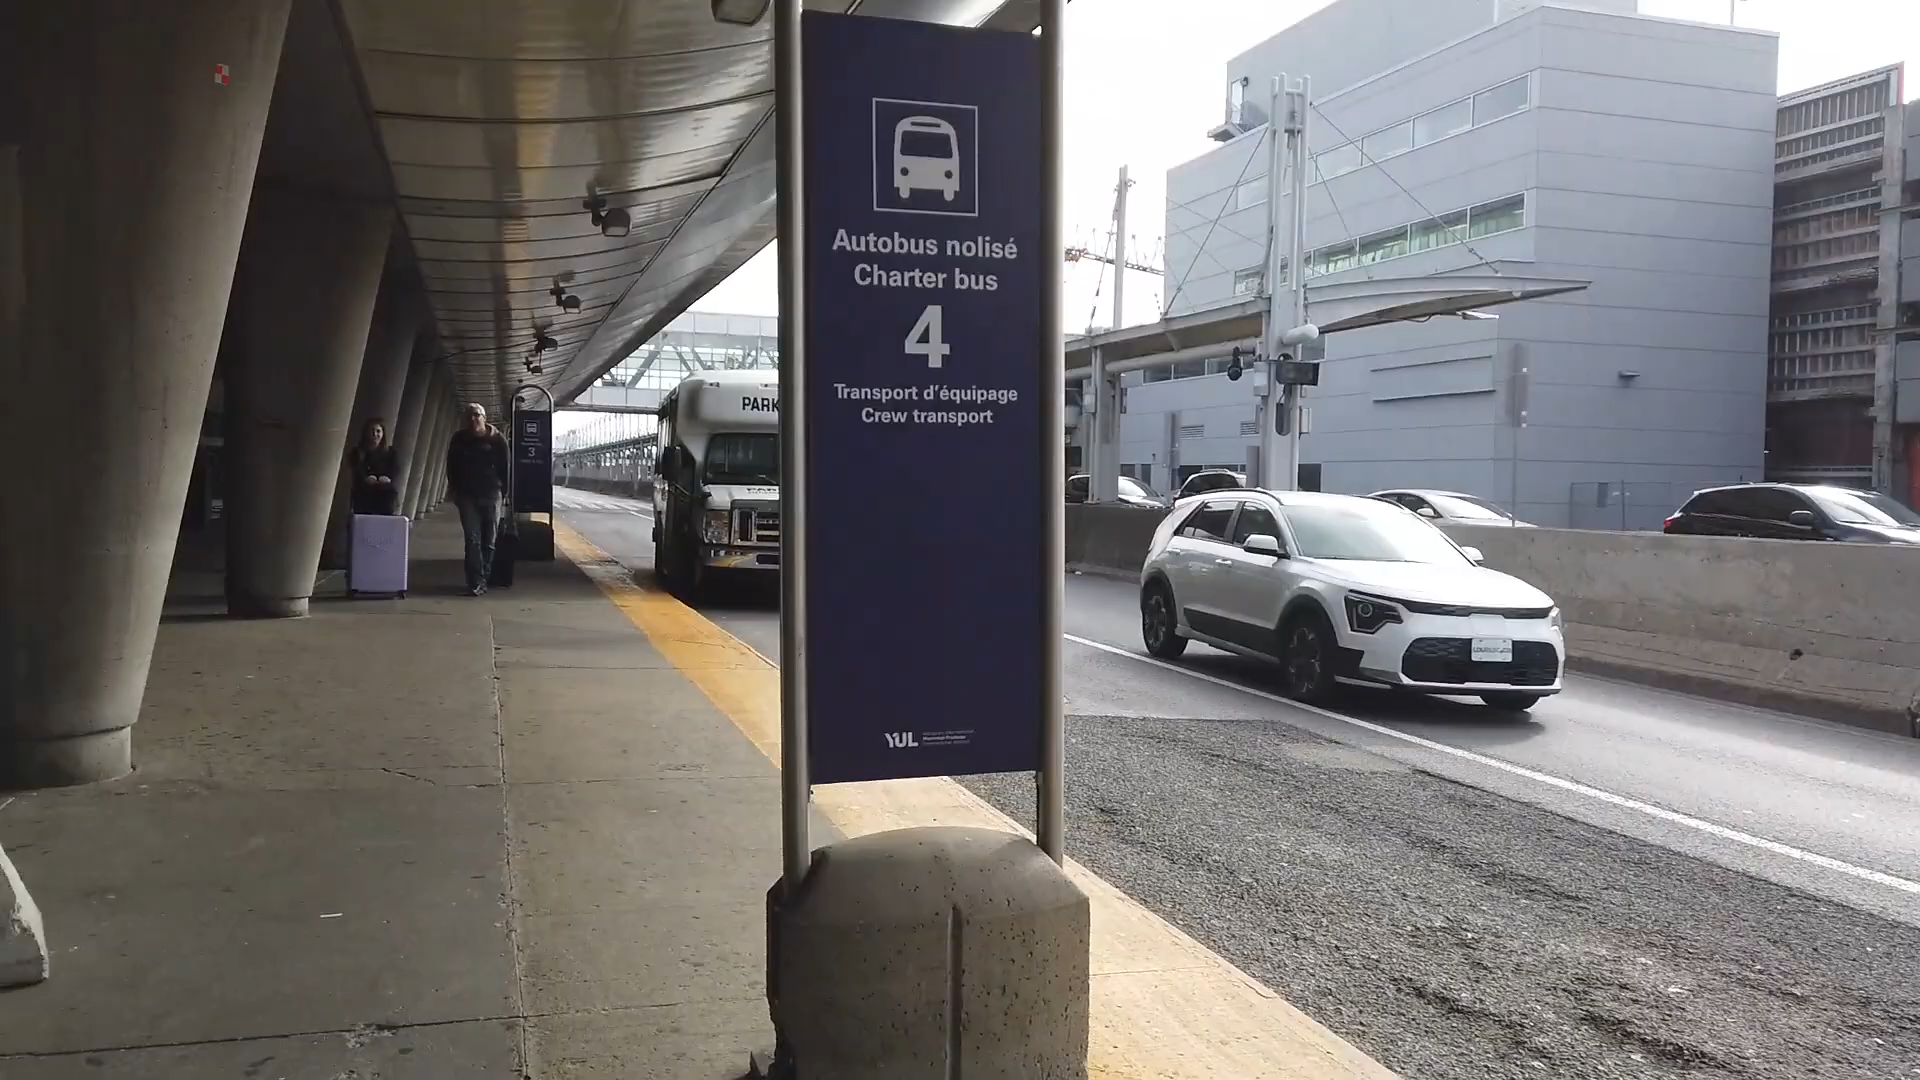 Autobus nolisé
Charter bus
4
Transport d'équipage
Crew transport
YUL
PARK
3